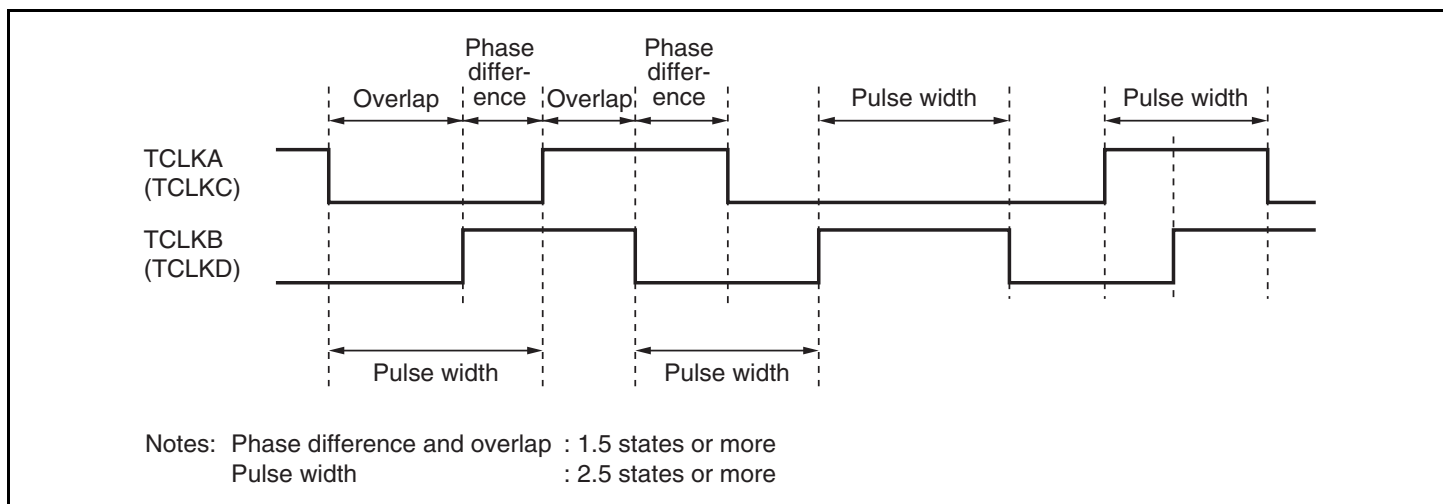 Phase
differ-
ence
Phase
differ-
ence
Overlap
Overlap
Pulse width
Pulse width
TCLKA
(TCLKC)
TCLKB
(TCLKD)
Pulse width
Pulse width
Notes: Phase difference and overlap : 1.5 states or more
Pulse width : 2.5 states or more